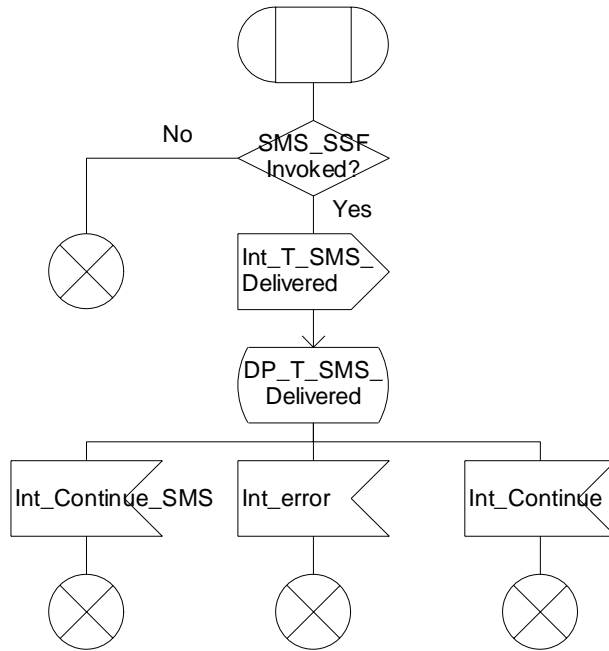 No
SMS_SSF
Invoked?
Yes
Int_T_SMS_
Delivered
DP_T_SMS_
Delivered
Int_Continue_SMS
Int_error
Int_Continue